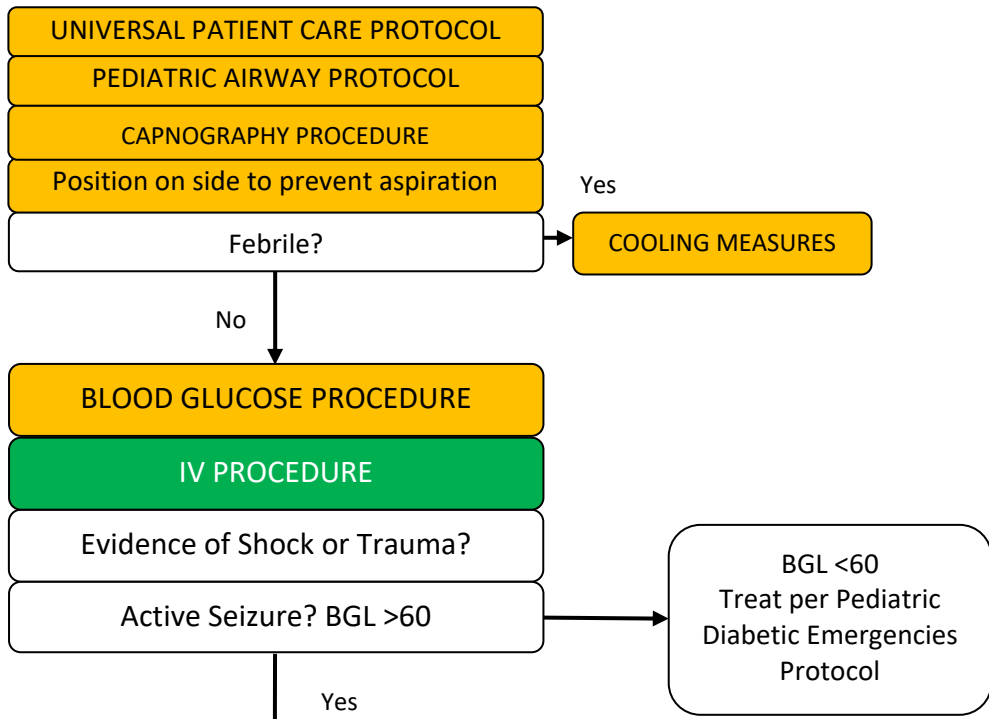 UNIVERSAL PATIENT CARE PROTOCOL
PEDIATRIC AIRWAY PROTOCOL
CAPNOGRAPHY PROCEDURE
Position on side to prevent aspiration
Yes
Febrile?
COOLING MEASURES
No
BLOOD GLUCOSE PROCEDURE
IV PROCEDURE
Evidence of Shock or Trauma?
Active Seizure? BGL >60
BGL <60
Treat per Pediatric
Diabetic Emergencies
Protocol
Yes